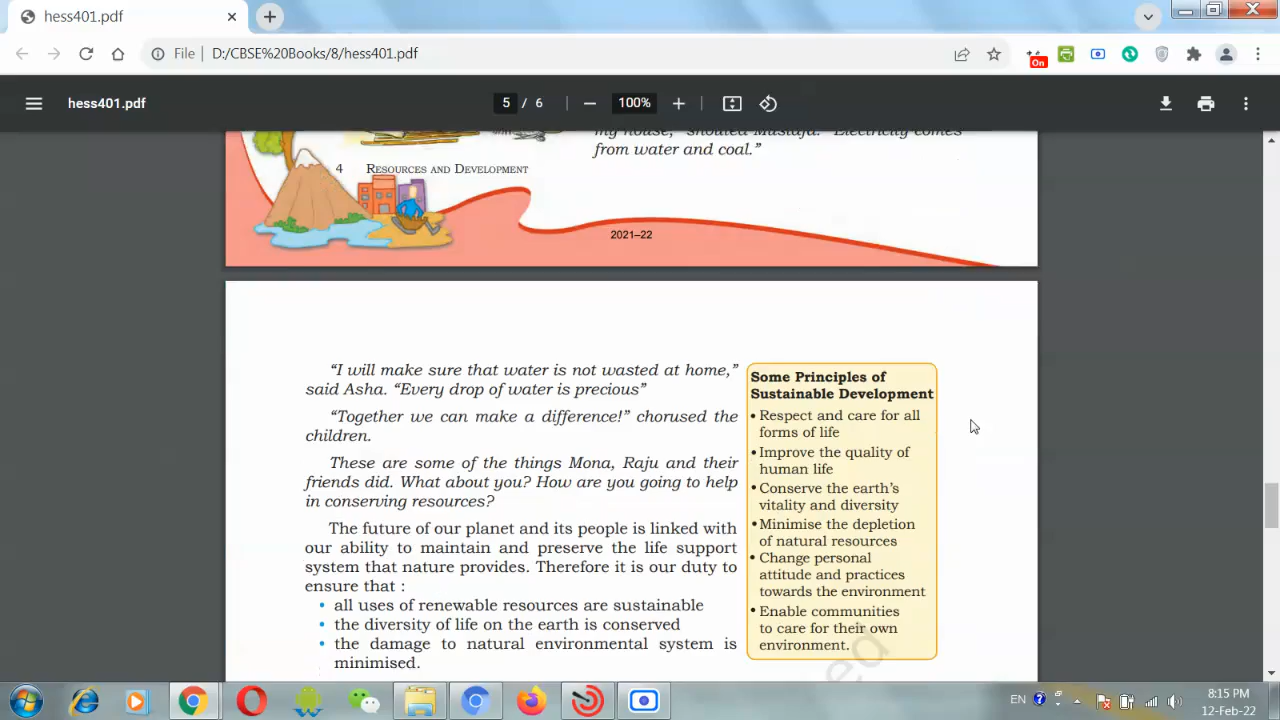 hess401.pdf
File
D:/CBSE%20Books/8/hess401.pdf
On
hess401.pdf
5 / 6
100%
my house," shouted Mustafa. "Electricity comes
from water and coal."
4 RESOURCES AND DEVELOPMENT
2021–22
"I will make sure that water is not wasted at home,"
said Asha. "Every drop of water is precious"
"Together we can make a difference!" chorused the
children.
These are some of the things Mona, Raju and their
friends did. What about you? How are you going to help
in conserving resources?
The future of our planet and its people is linked with
our ability to maintain and preserve the life support
system that nature provides. Therefore it is our duty to
ensure that :
• all uses of renewable resources are sustainable
• the diversity of life on the earth is conserved
• the damage to natural environmental system is
minimised.
Some Principles of
Sustainable Development
• Respect and care for all
forms of life
• Improve the quality of
human life
• Conserve the earth's
vitality and diversity
• Minimise the depletion
of natural resources
• Change personal
attitude and practices
towards the environment
• Enable communities
to care for their own
environment.
EN
8:15 PM
12-Feb-22